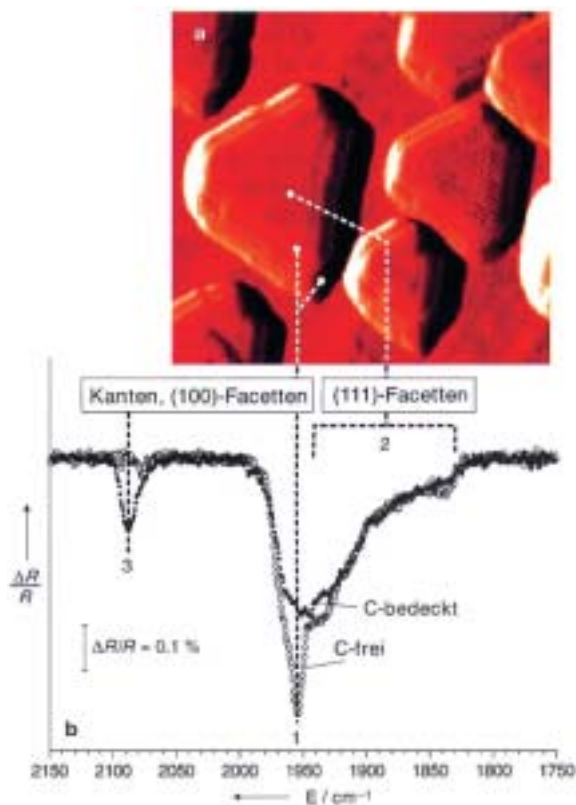 a
Kanten, (100)-Facetten
(111)-Facetten
2
3
ΔR/R
C-bedeckt
ΔR/R = 0.1 %
C-frei
b
1
2150 2100 2050 2000 1950 1900 1850 1800 1750
E / cm⁻¹